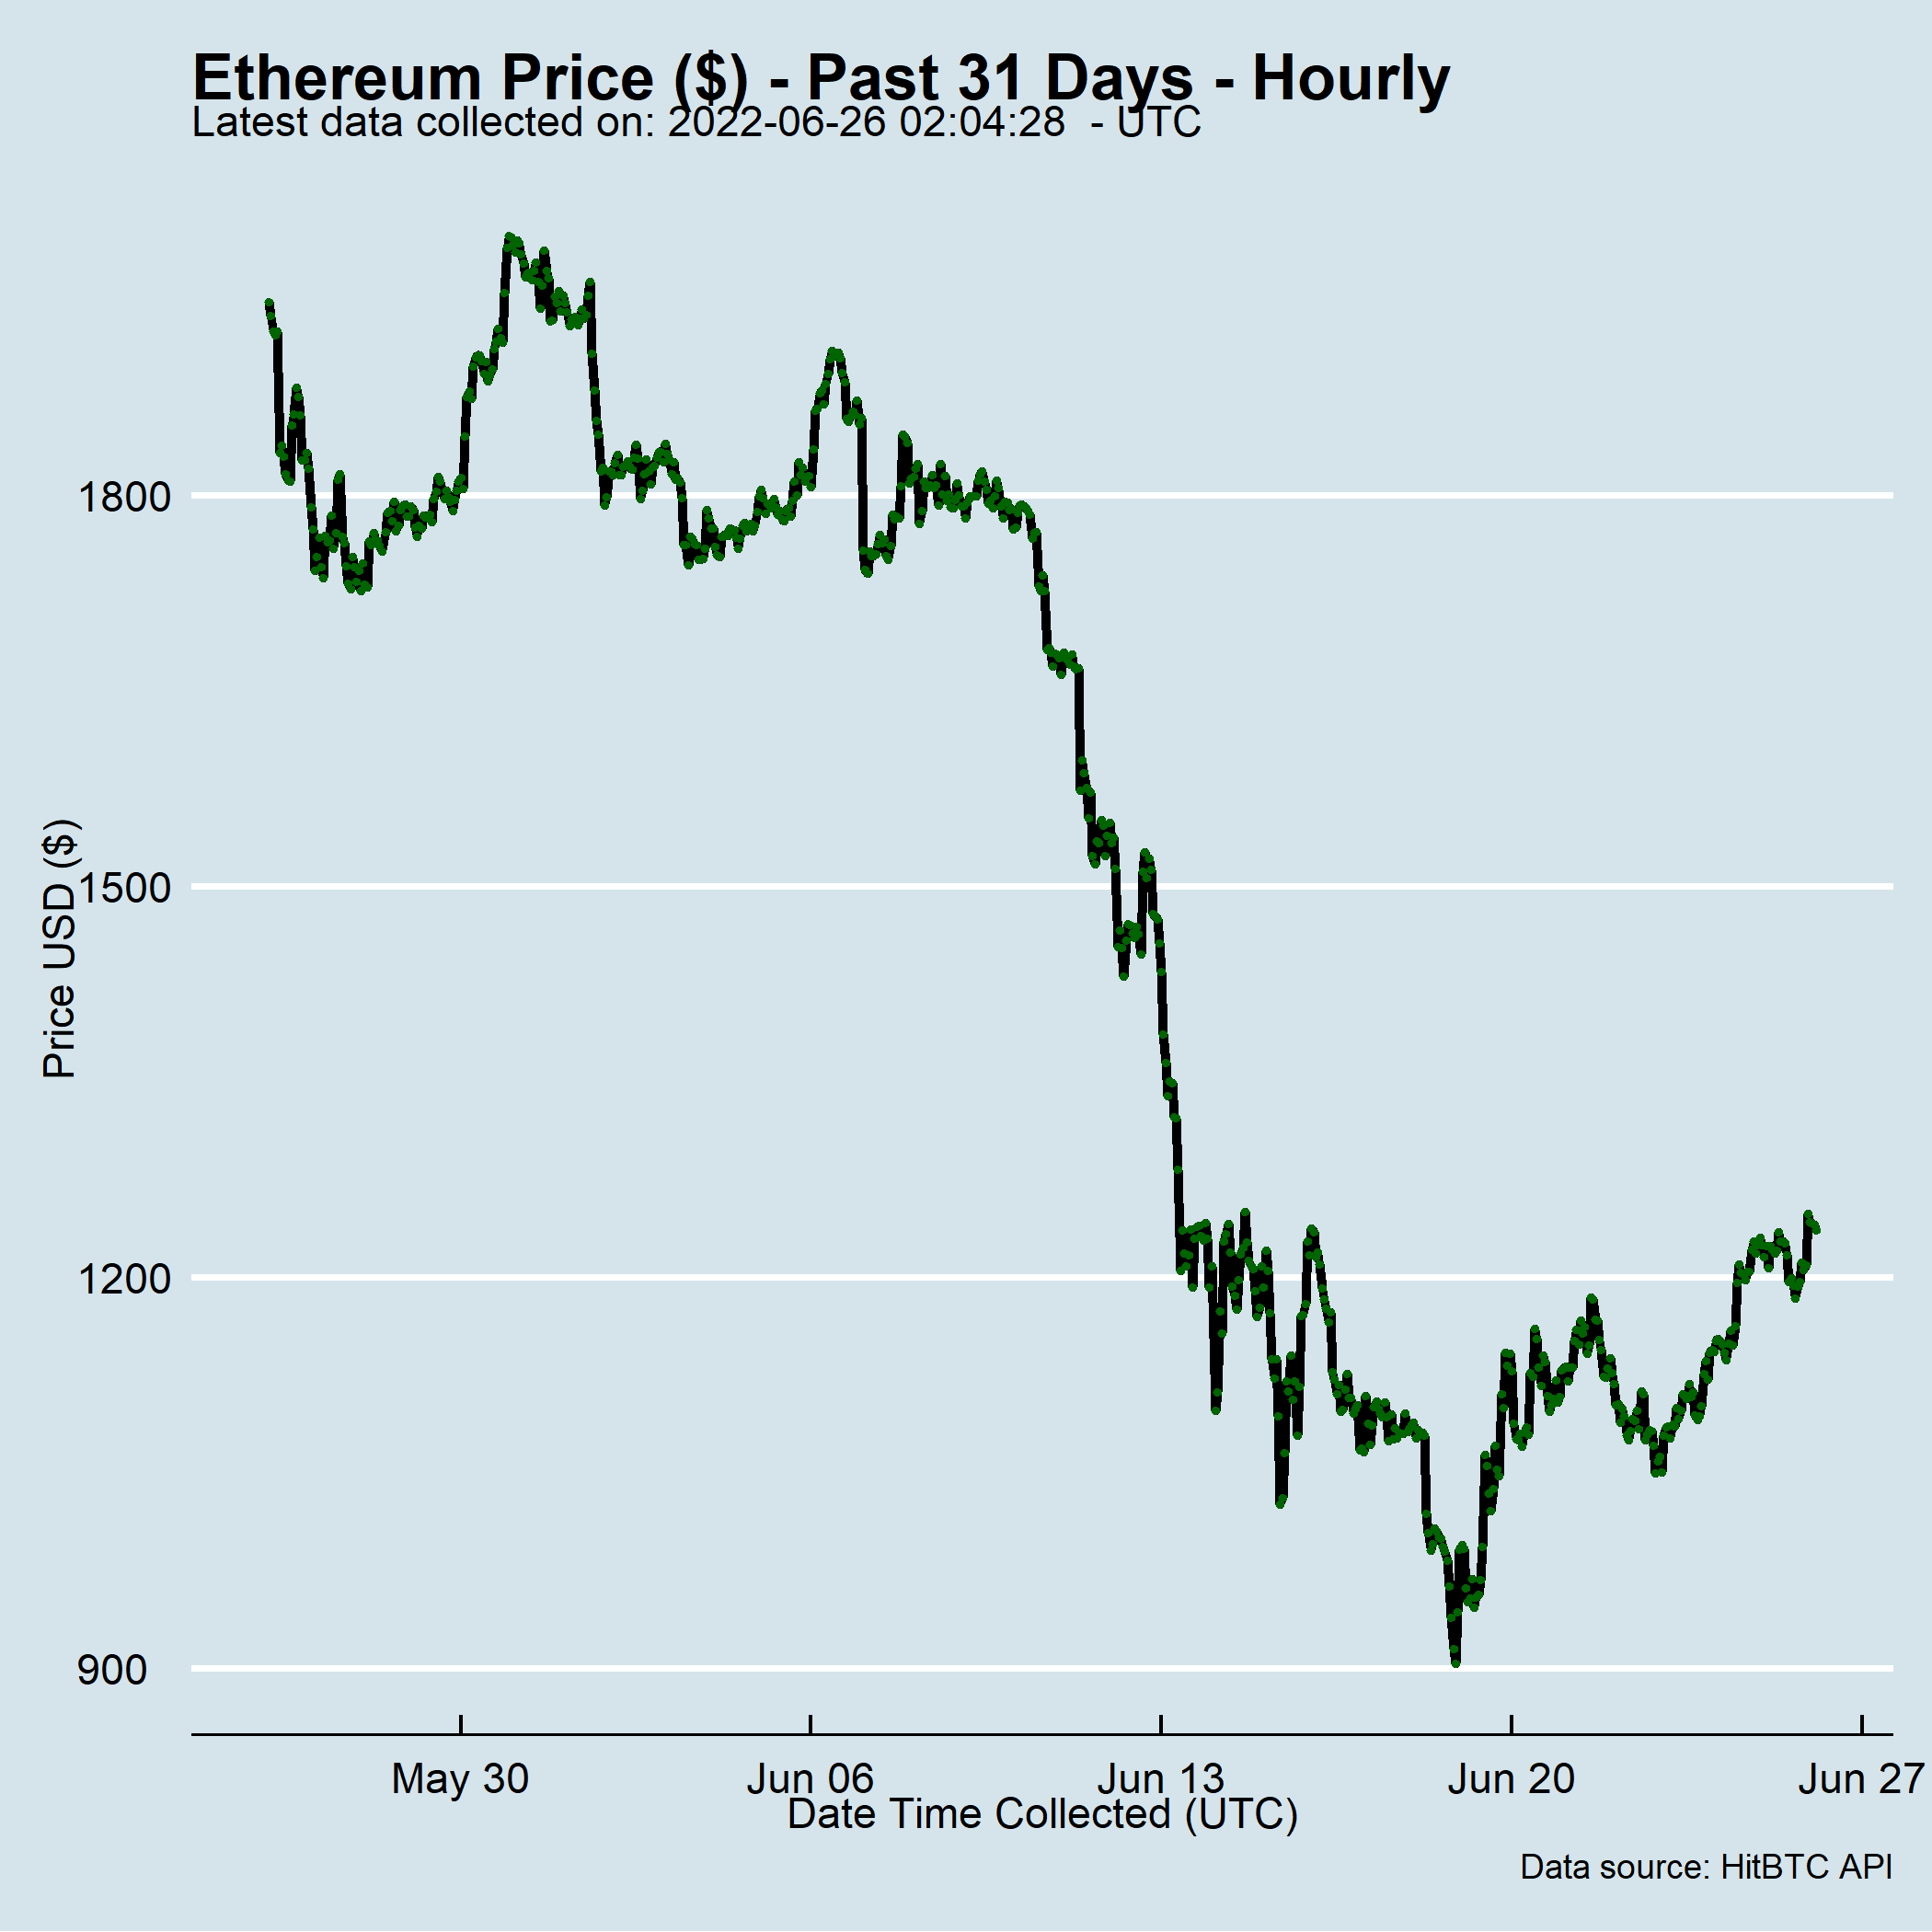 Ethereum Price ($) - Past 31 Days - Hourly
Latest data collected on: 2022-06-26 02:04:28  - UTC
Price USD ($)
1800
1500
1200
900
May 30
Jun 06
Jun 13
Jun 20
Jun 27
Date Time Collected (UTC)
Data source: HitBTC API